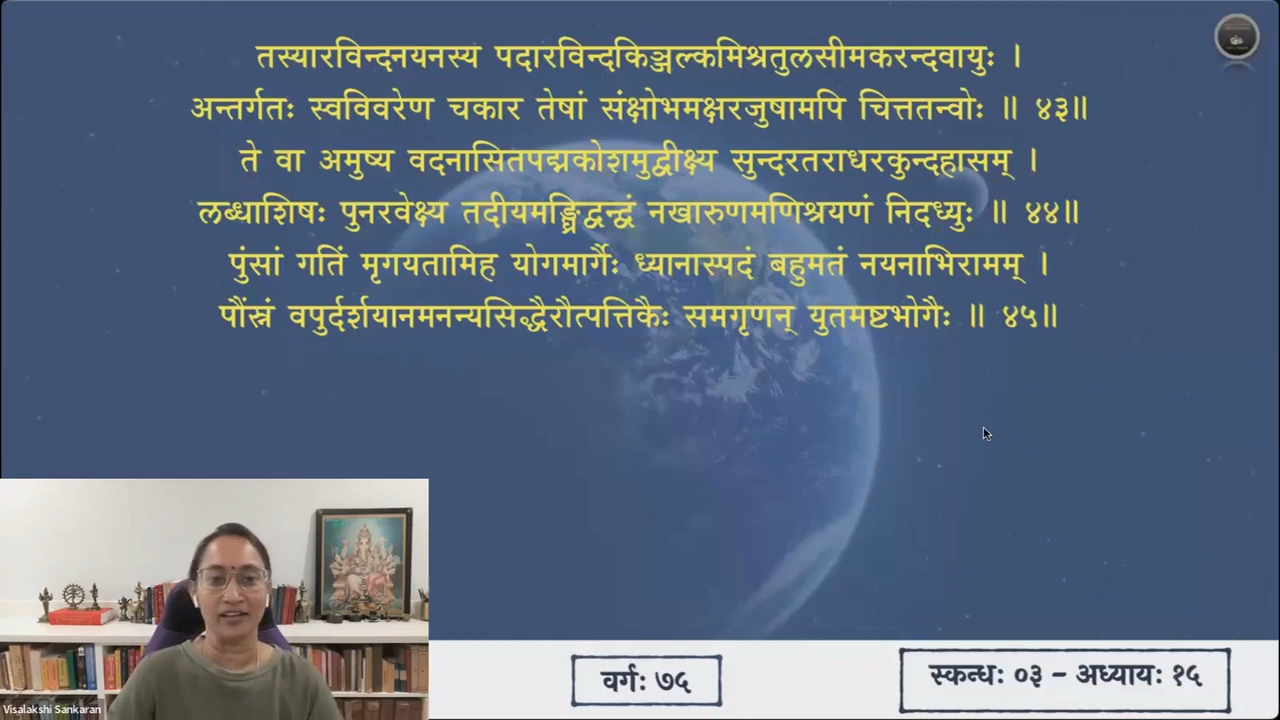 तस्यारविन्दनयनस्य पदारविन्दकिञ्जल्कमिश्रतुलसीमकरन्दवायुः ।
अन्तर्गतः स्वविवरेण चकार तेषां संक्षोभमक्षरजुषामपि चित्ततन्वोः ॥ ४३॥
ते वा अमुष्य वदनासितपद्मकोशमुद्वीक्ष्य सुन्दरतराधरकुन्दहासम् ।
लब्धाशिषः पुनरवेक्ष्य तदीयमङ्घ्रिद्वन्द्वं नखारुणमणिश्रयणं निदध्युः ॥ ४४॥
पुंसां गतिं मृगयतामिह योगमार्गैः ध्यानास्पदं बहुमतं नयनाभिरामम् ।
पौंस्नं वपुर्दर्शयानमनन्यसिद्धैरौत्पत्तिकैः समगृणन् युतमष्टभोगैः ॥ ४५॥
वर्गः ७५
स्कन्धः ०३ - अध्यायः १५
Visalakshi Sankaran